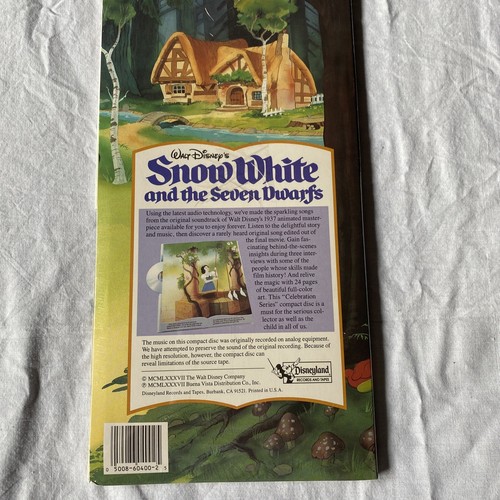 Walt Disney's
Snow White
and the Seven Dwarfs
Using the latest audio technology, we've made the sparkling songs
from the original soundtrack of Walt Disney's 1937 animated master-
piece available for you to enjoy forever. Listen to the delightful story
and music, then discover a rarely heard original song edited out of
the final movie. Gain fas-
cinating behind-the-scenes
insights during three inter-
views with some of the
people whose skills made
film history! And relive
the magic with 24 pages
of beautiful full-color
art. This "Celebration
Series" compact disc is a
must for the serious col-
lector as well as the
child in all of us.
The music on this compact disc was originally recorded on analog equipment.
We have attempted to preserve the sound of the original recording. Because of
the high resolution, however, the compact disc can
reveal limitations of the source tape.
© MCMLXXXVII The Walt Disney Company
℗ MCMLXXXVII Buena Vista Distribution Co., Inc.
Disneyland Records and Tapes, Burbank, CA 91521. Printed in U.S.A.
Disneyland
RECORDS AND TAPES
0 5008-60400-2 5